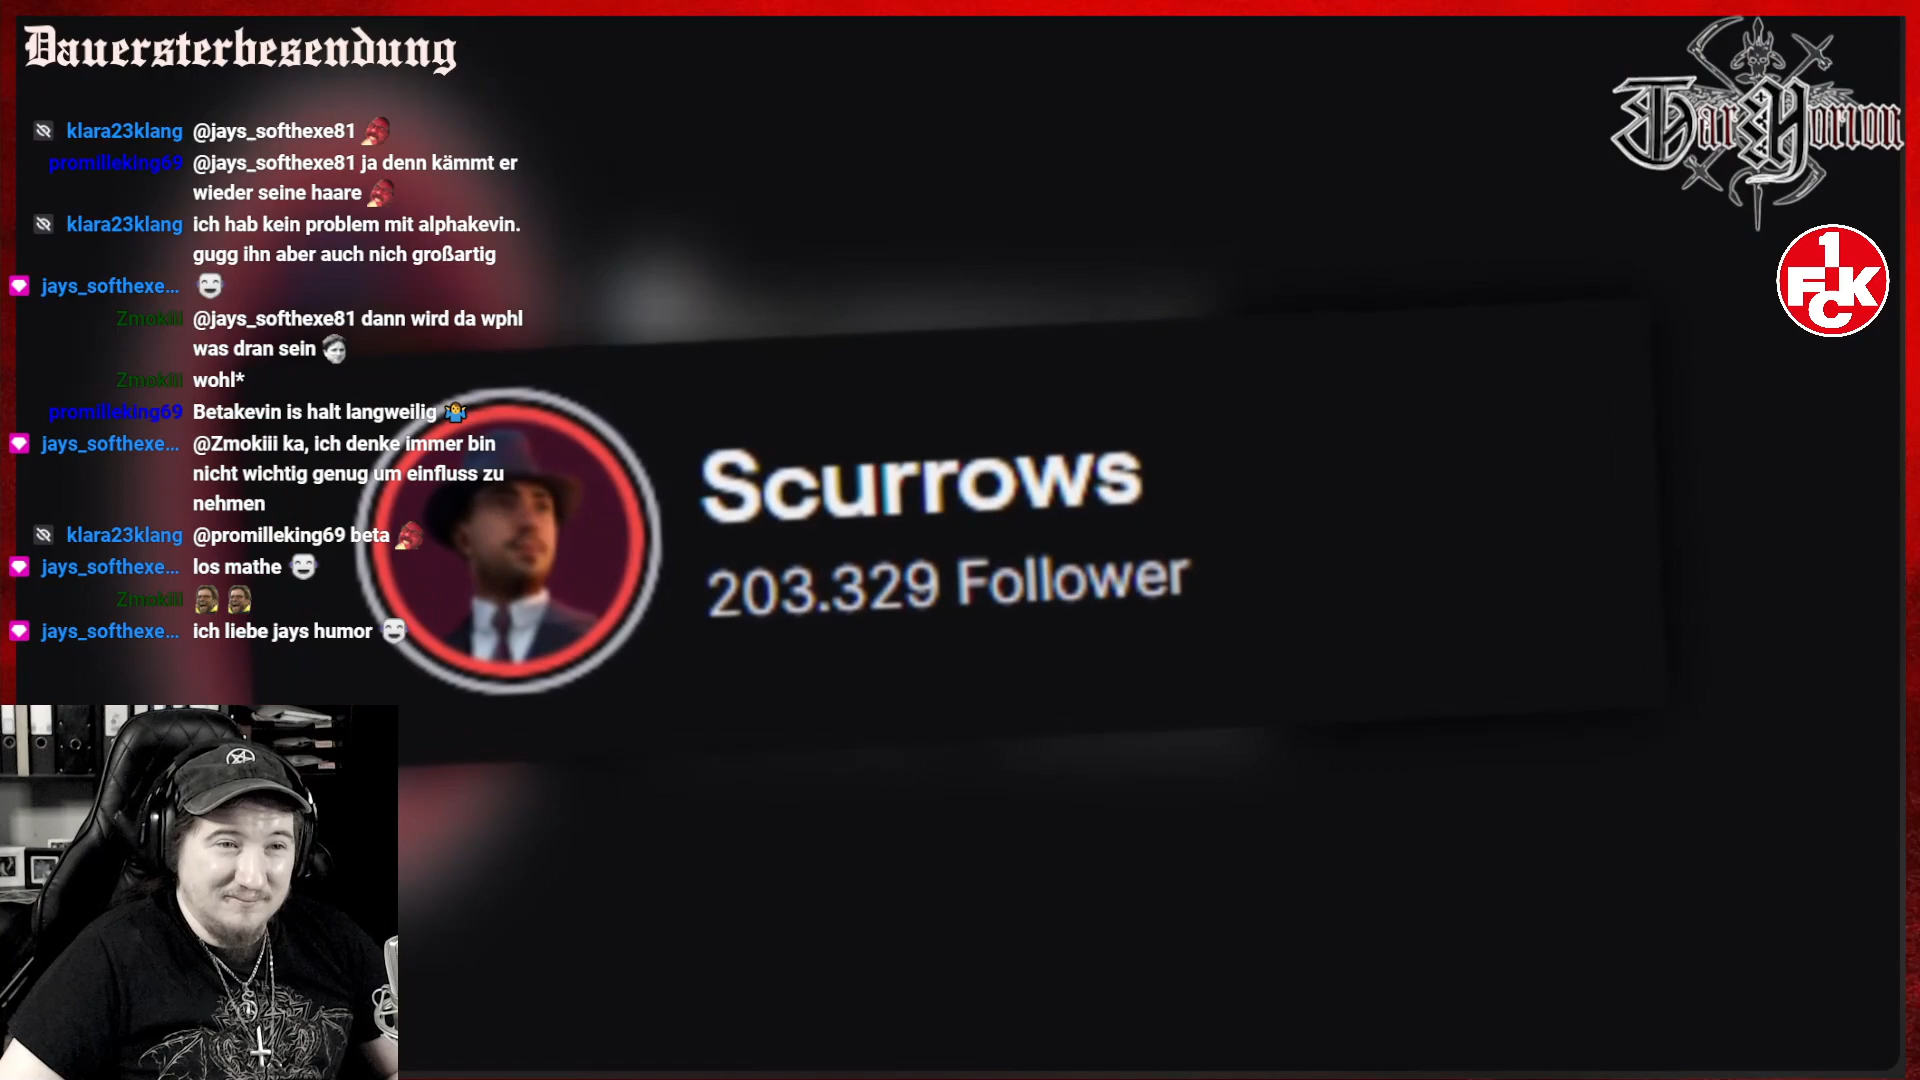 Dauersterbesendung
klara23klang @jays_softhexe81
promilleking69 @jays_softhexe81 ja denn kämmt er
wieder seine haare
klara23klang ich hab kein problem mit alphakevin.
gugg ihn aber auch nich großartig
jays_softhexe...
Zmokiii @jays_softhexe81 dann wird da wphl
was dran sein
Zmokiii wohl*
promilleking69 Betakevin is halt langweilig
jays_softhexe... @Zmokiii ka, ich denke immer bin
nicht wichtig genug um einfluss zu
nehmen
klara23klang @promilleking69 beta
jays_softhexe... los mathe
Zmokiii
jays_softhexe... ich liebe jays humor
Scurrows
203.329 Follower
DarkYorion
1
FCK